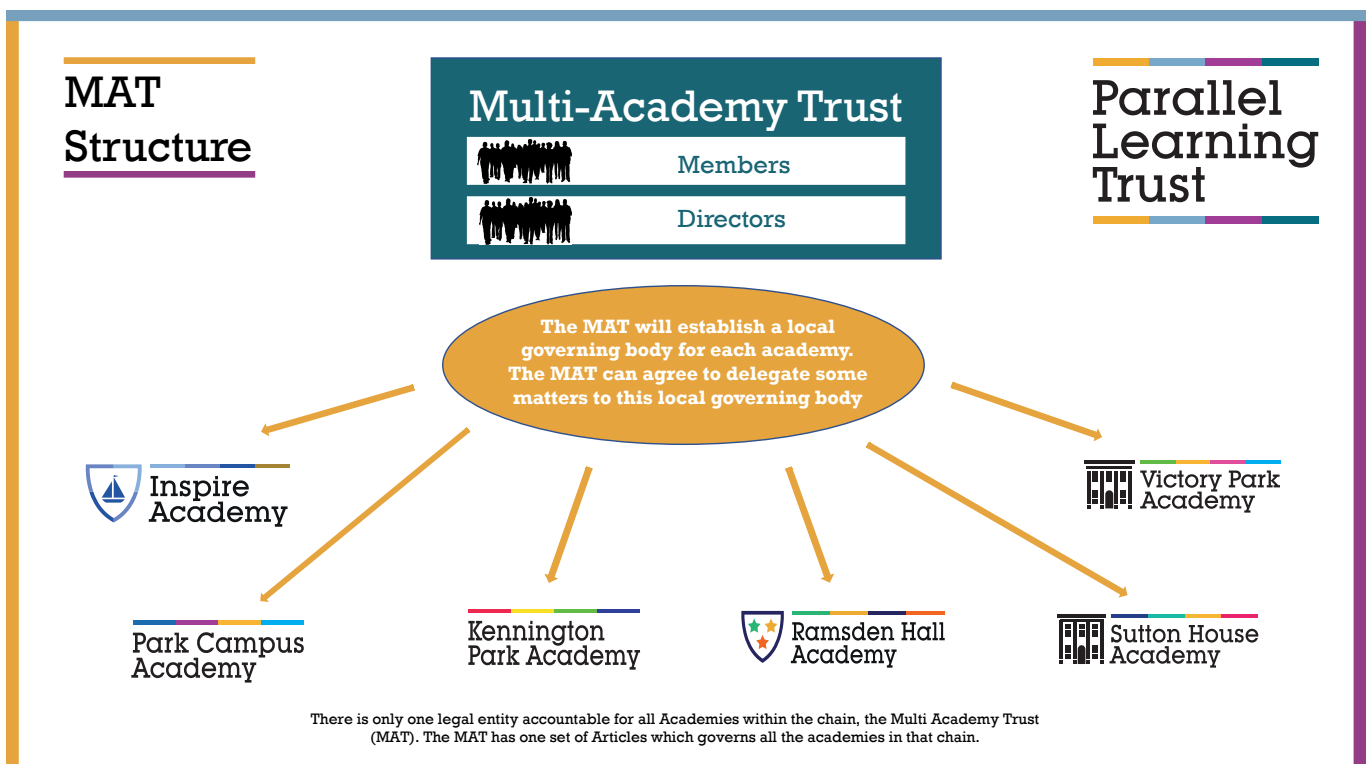 MAT
Structure
Multi-Academy Trust
Members
Directors
Parallel
Learning
Trust
The MAT will establish a local
governing body for each academy.
The MAT can agree to delegate some
matters to this local governing body
Inspire
Academy
Victory Park
Academy
Park Campus
Academy
Kennington
Park Academy
Ramsden Hall
Academy
Sutton House
Academy
There is only one legal entity accountable for all Academies within the chain, the Multi Academy Trust
(MAT). The MAT has one set of Articles which governs all the academies in that chain.